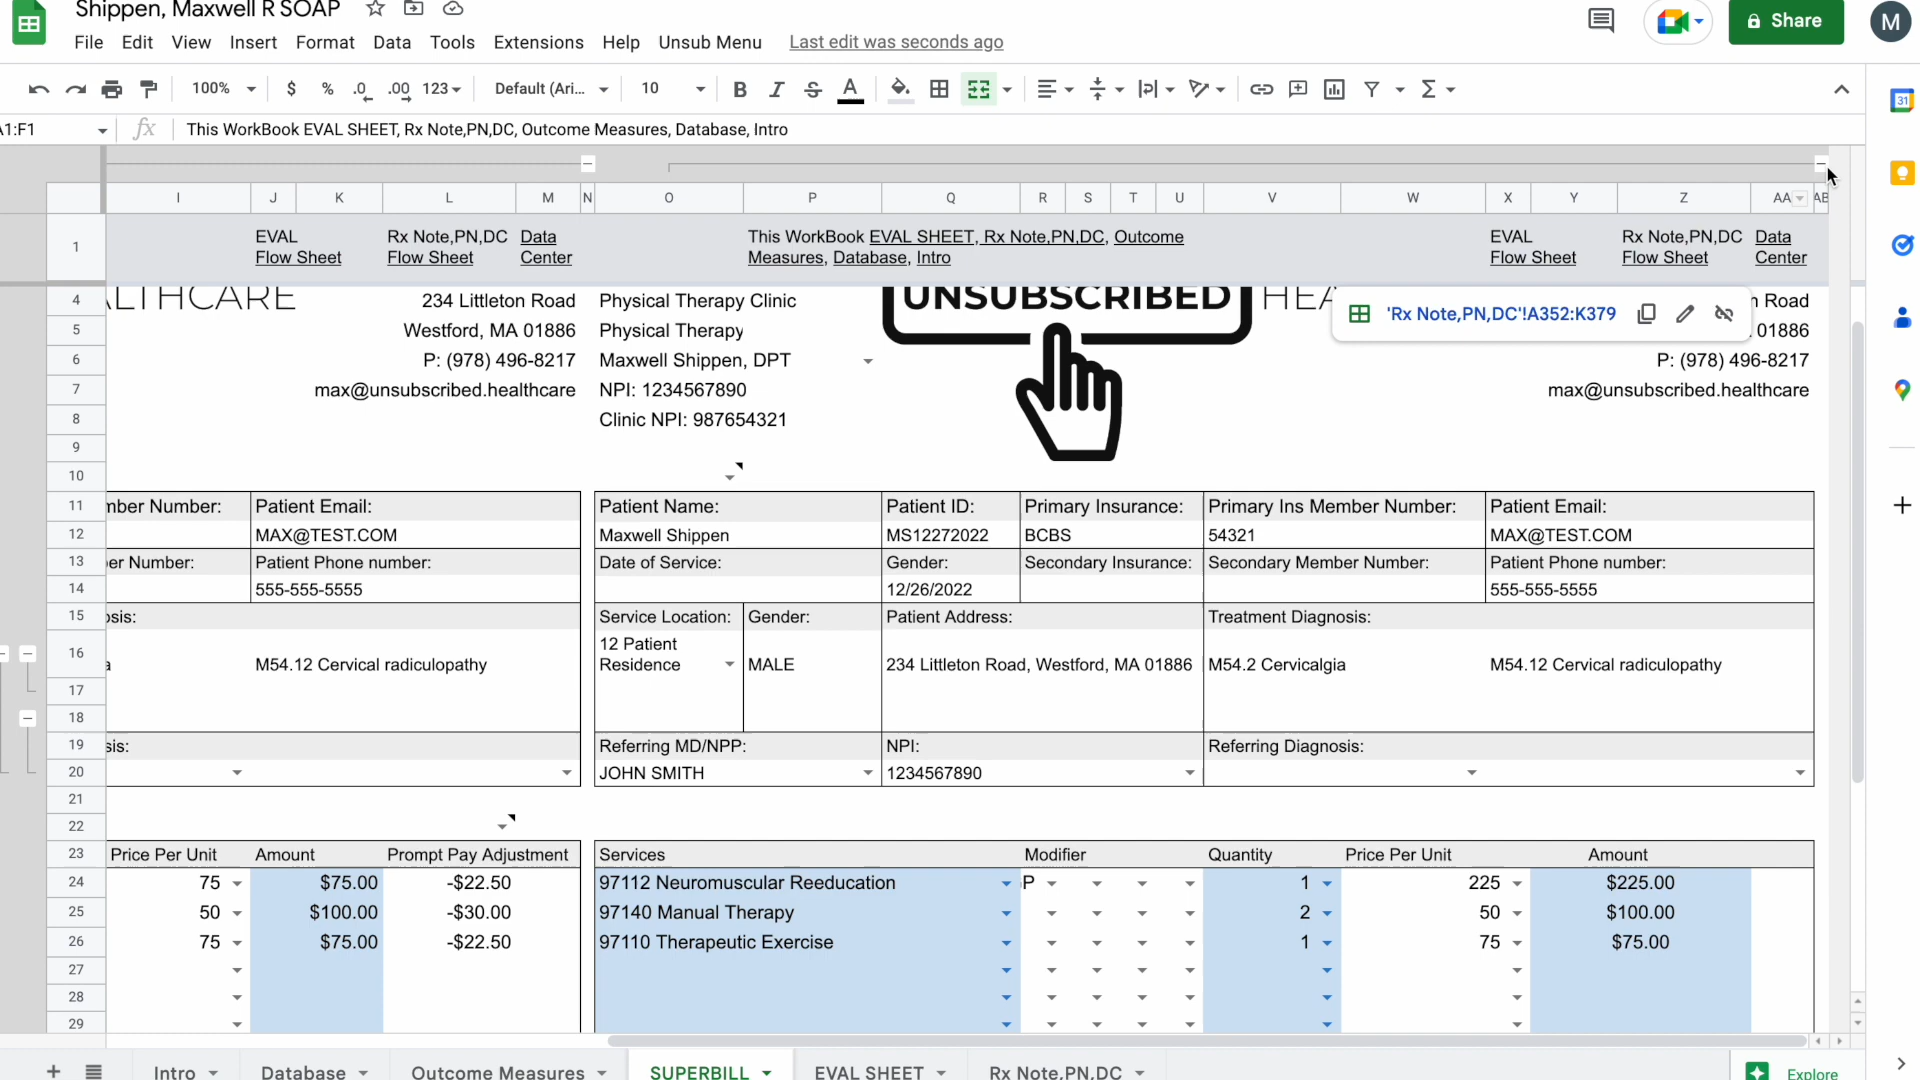 Shippen, Maxwell R SOAP
File Edit View Insert Format Data Tools Extensions Help Unsub Menu Last edit was seconds ago
Share
M
100% $ % .0 .00 123 Default (Ari... 10 B I S A Σ
A1:F1 fx This WorkBook EVAL SHEET, Rx Note,PN,DC, Outcome Measures, Database, Intro
31
I J K L M N O P Q R S T U V W X Y Z AA AB
1
EVAL Rx Note,PN,DC Data This WorkBook EVAL SHEET, Rx Note,PN,DC, Outcome EVAL Rx Note,PN,DC Data
Flow Sheet Flow Sheet Center Measures, Database, Intro Flow Sheet Flow Sheet Center
4 ALTHCARE 234 Littleton Road Physical Therapy Clinic UNSUBSCRIBED HEA n Road
'Rx Note,PN,DC'!A352:K379
5 Westford, MA 01886 Physical Therapy 01886
6 P: (978) 496-8217 Maxwell Shippen, DPT P: (978) 496-8217
7 max@unsubscribed.healthcare NPI: 1234567890 max@unsubscribed.healthcare
8 Clinic NPI: 987654321
9
10
11 mber Number: Patient Email: Patient Name: Patient ID: Primary Insurance: Primary Ins Member Number: Patient Email:
12 MAX@TEST.COM Maxwell Shippen MS12272022 BCBS 54321 MAX@TEST.COM
13 er Number: Patient Phone number: Date of Service: Gender: Secondary Insurance: Secondary Member Number: Patient Phone number:
14 555-555-5555 12/26/2022 555-555-5555
15 osis: Service Location: Gender: Patient Address: Treatment Diagnosis:
12 Patient
16 a M54.12 Cervical radiculopathy Residence MALE 234 Littleton Road, Westford, MA 01886 M54.2 Cervicalgia M54.12 Cervical radiculopathy
17
18
19 sis: Referring MD/NPP: NPI: Referring Diagnosis:
20 JOHN SMITH 1234567890
21
22
23 Price Per Unit Amount Prompt Pay Adjustment Services Modifier Quantity Price Per Unit Amount
24 75 $75.00 -$22.50 97112 Neuromuscular Reeducation P 1 225 $225.00
25 50 $100.00 -$30.00 97140 Manual Therapy 2 50 $100.00
26 75 $75.00 -$22.50 97110 Therapeutic Exercise 1 75 $75.00
27
28
29
Intro Database Outcome Measures SUPERBILL EVAL SHEET Rx Note,PN,DC Explore